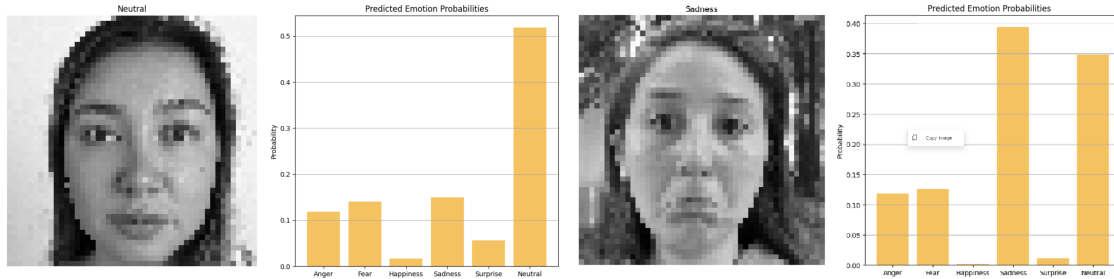 Neutral
Predicted Emotion Probabilities
0.5
0.4
0.3
0.2
0.1
0.0
Probability
Anger Fear Happiness Sadness Surprise Neutral
Sadness
Predicted Emotion Probabilities
0.40
0.35
0.30
0.25
0.20
0.15
0.10
0.05
0.00
Probability
Copy Image
Anger Fear Happiness Sadness Surprise Neutral